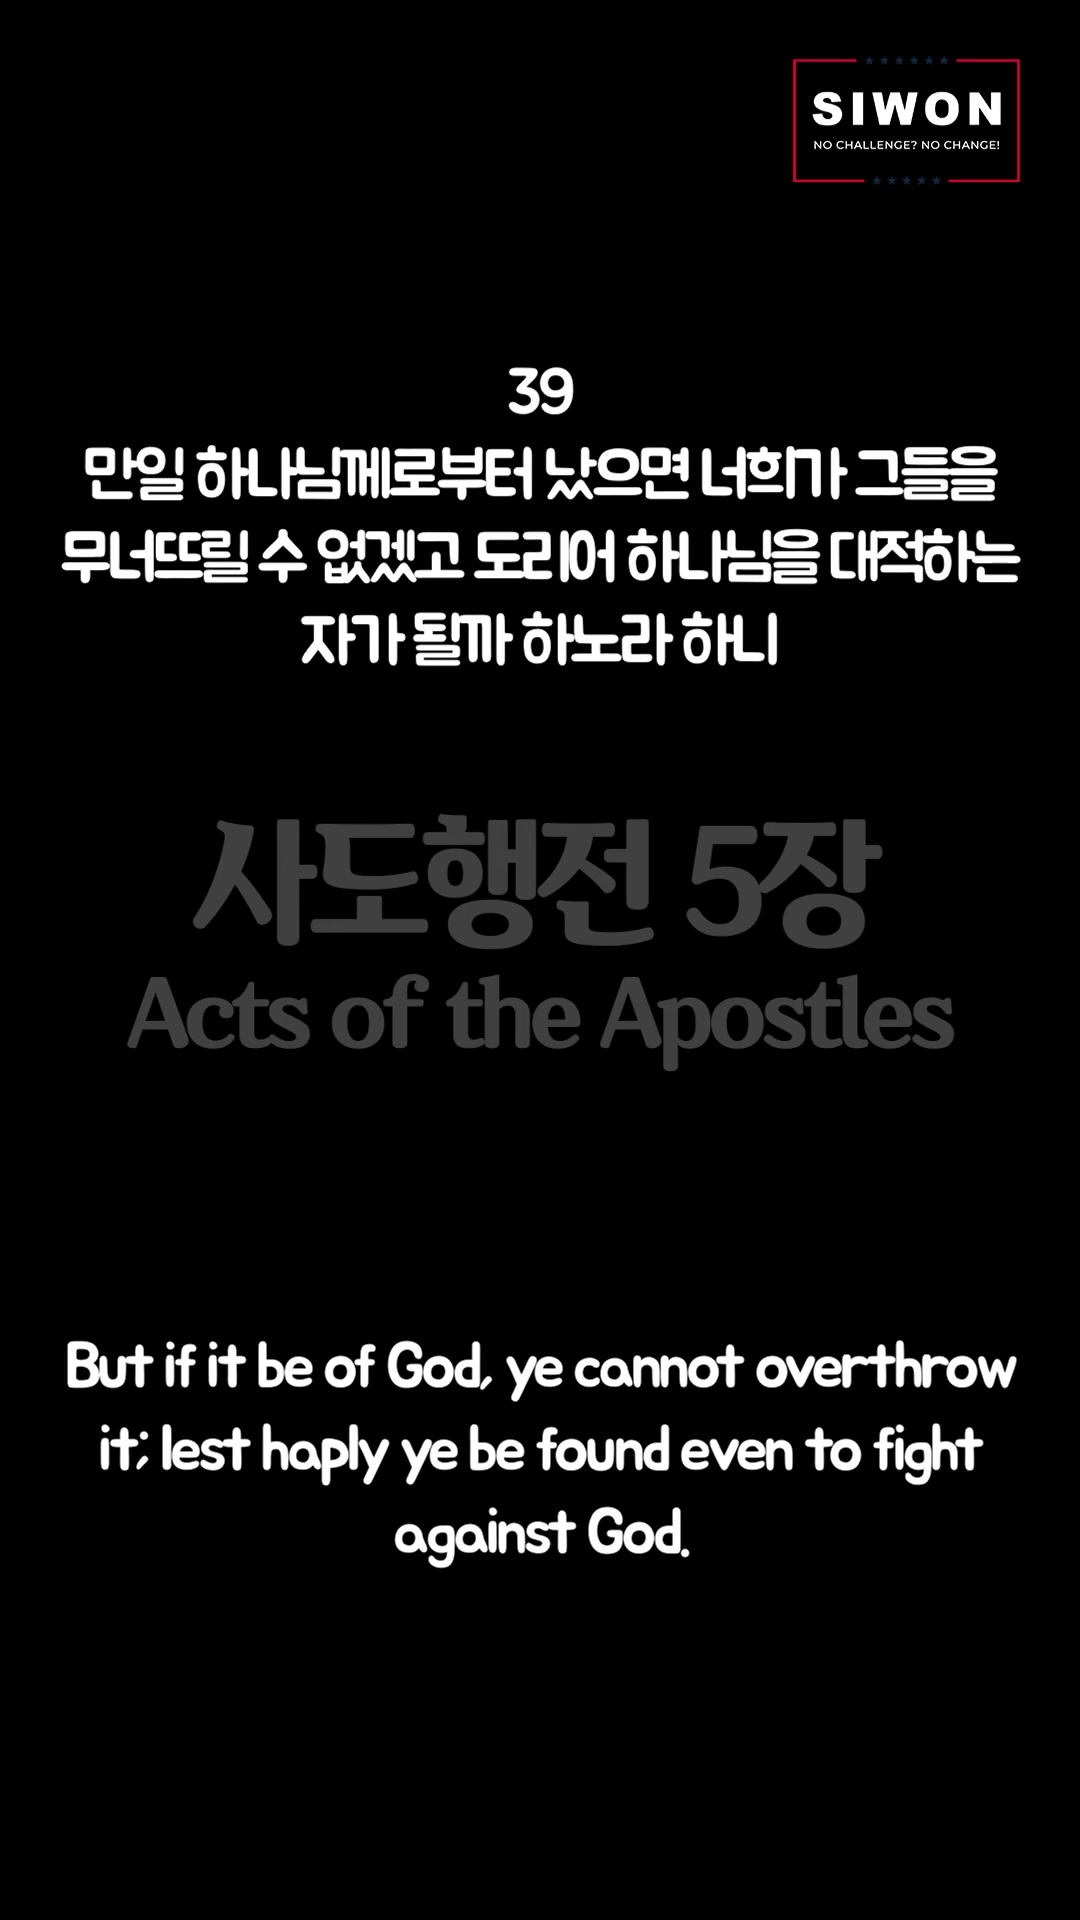 SIWON
NO CHALLENGE? NO CHANGE!
39
만일 하나님께로부터 났으면 너희가 그들을
무너뜨릴 수 없겠고 도리어 하나님을 대적하는
자가 될까 하노라 하니
사도행전 5장
Acts of the Apostles
But if it be of God, ye cannot overthrow
it; lest haply ye be found even to fight
against God.